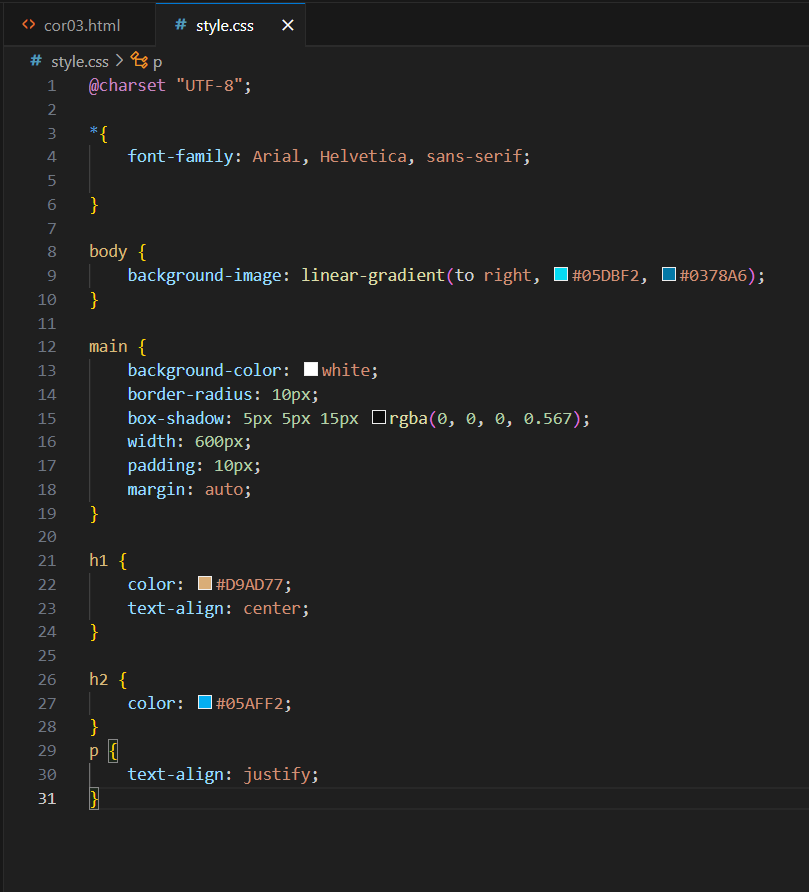 <> cor03.html # style.css ×
# style.css > p
1 @charset "UTF-8";
2
3 *{
4     font-family: Arial, Helvetica, sans-serif;
5
6 }
7
8 body {
9     background-image: linear-gradient(to right, #05DBF2, #0378A6);
10 }
11
12 main {
13     background-color: white;
14     border-radius: 10px;
15     box-shadow: 5px 5px 15px rgba(0, 0, 0, 0.567);
16     width: 600px;
17     padding: 10px;
18     margin: auto;
19 }
20
21 h1 {
22     color: #D9AD77;
23     text-align: center;
24 }
25
26 h2 {
27     color: #05AFF2;
28 }
29 p {
30     text-align: justify;
31 }